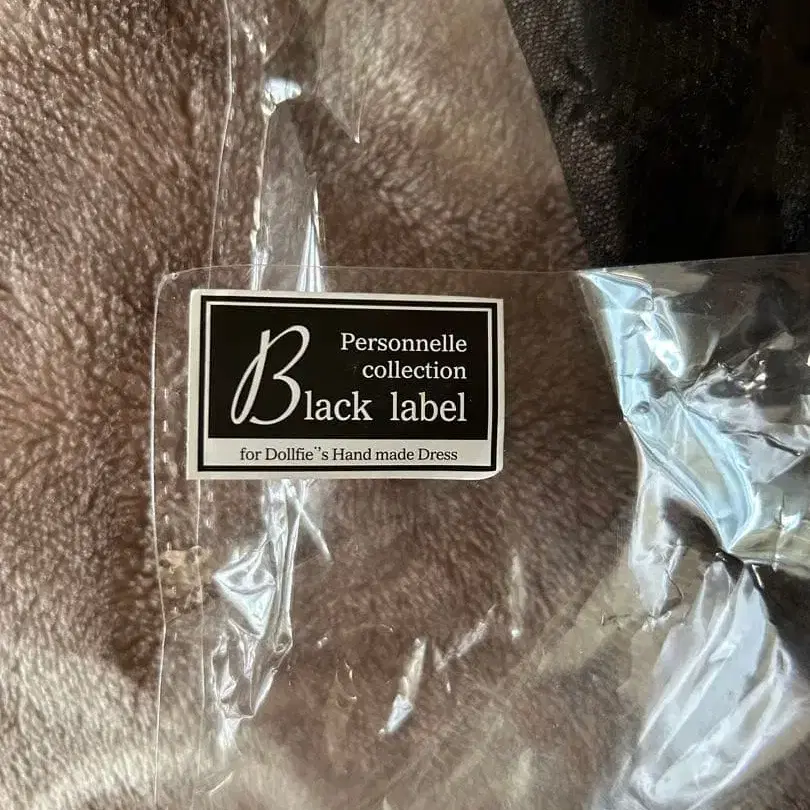 Personnelle
collection
Black label
for Dollfie¨'s Hand made Dress